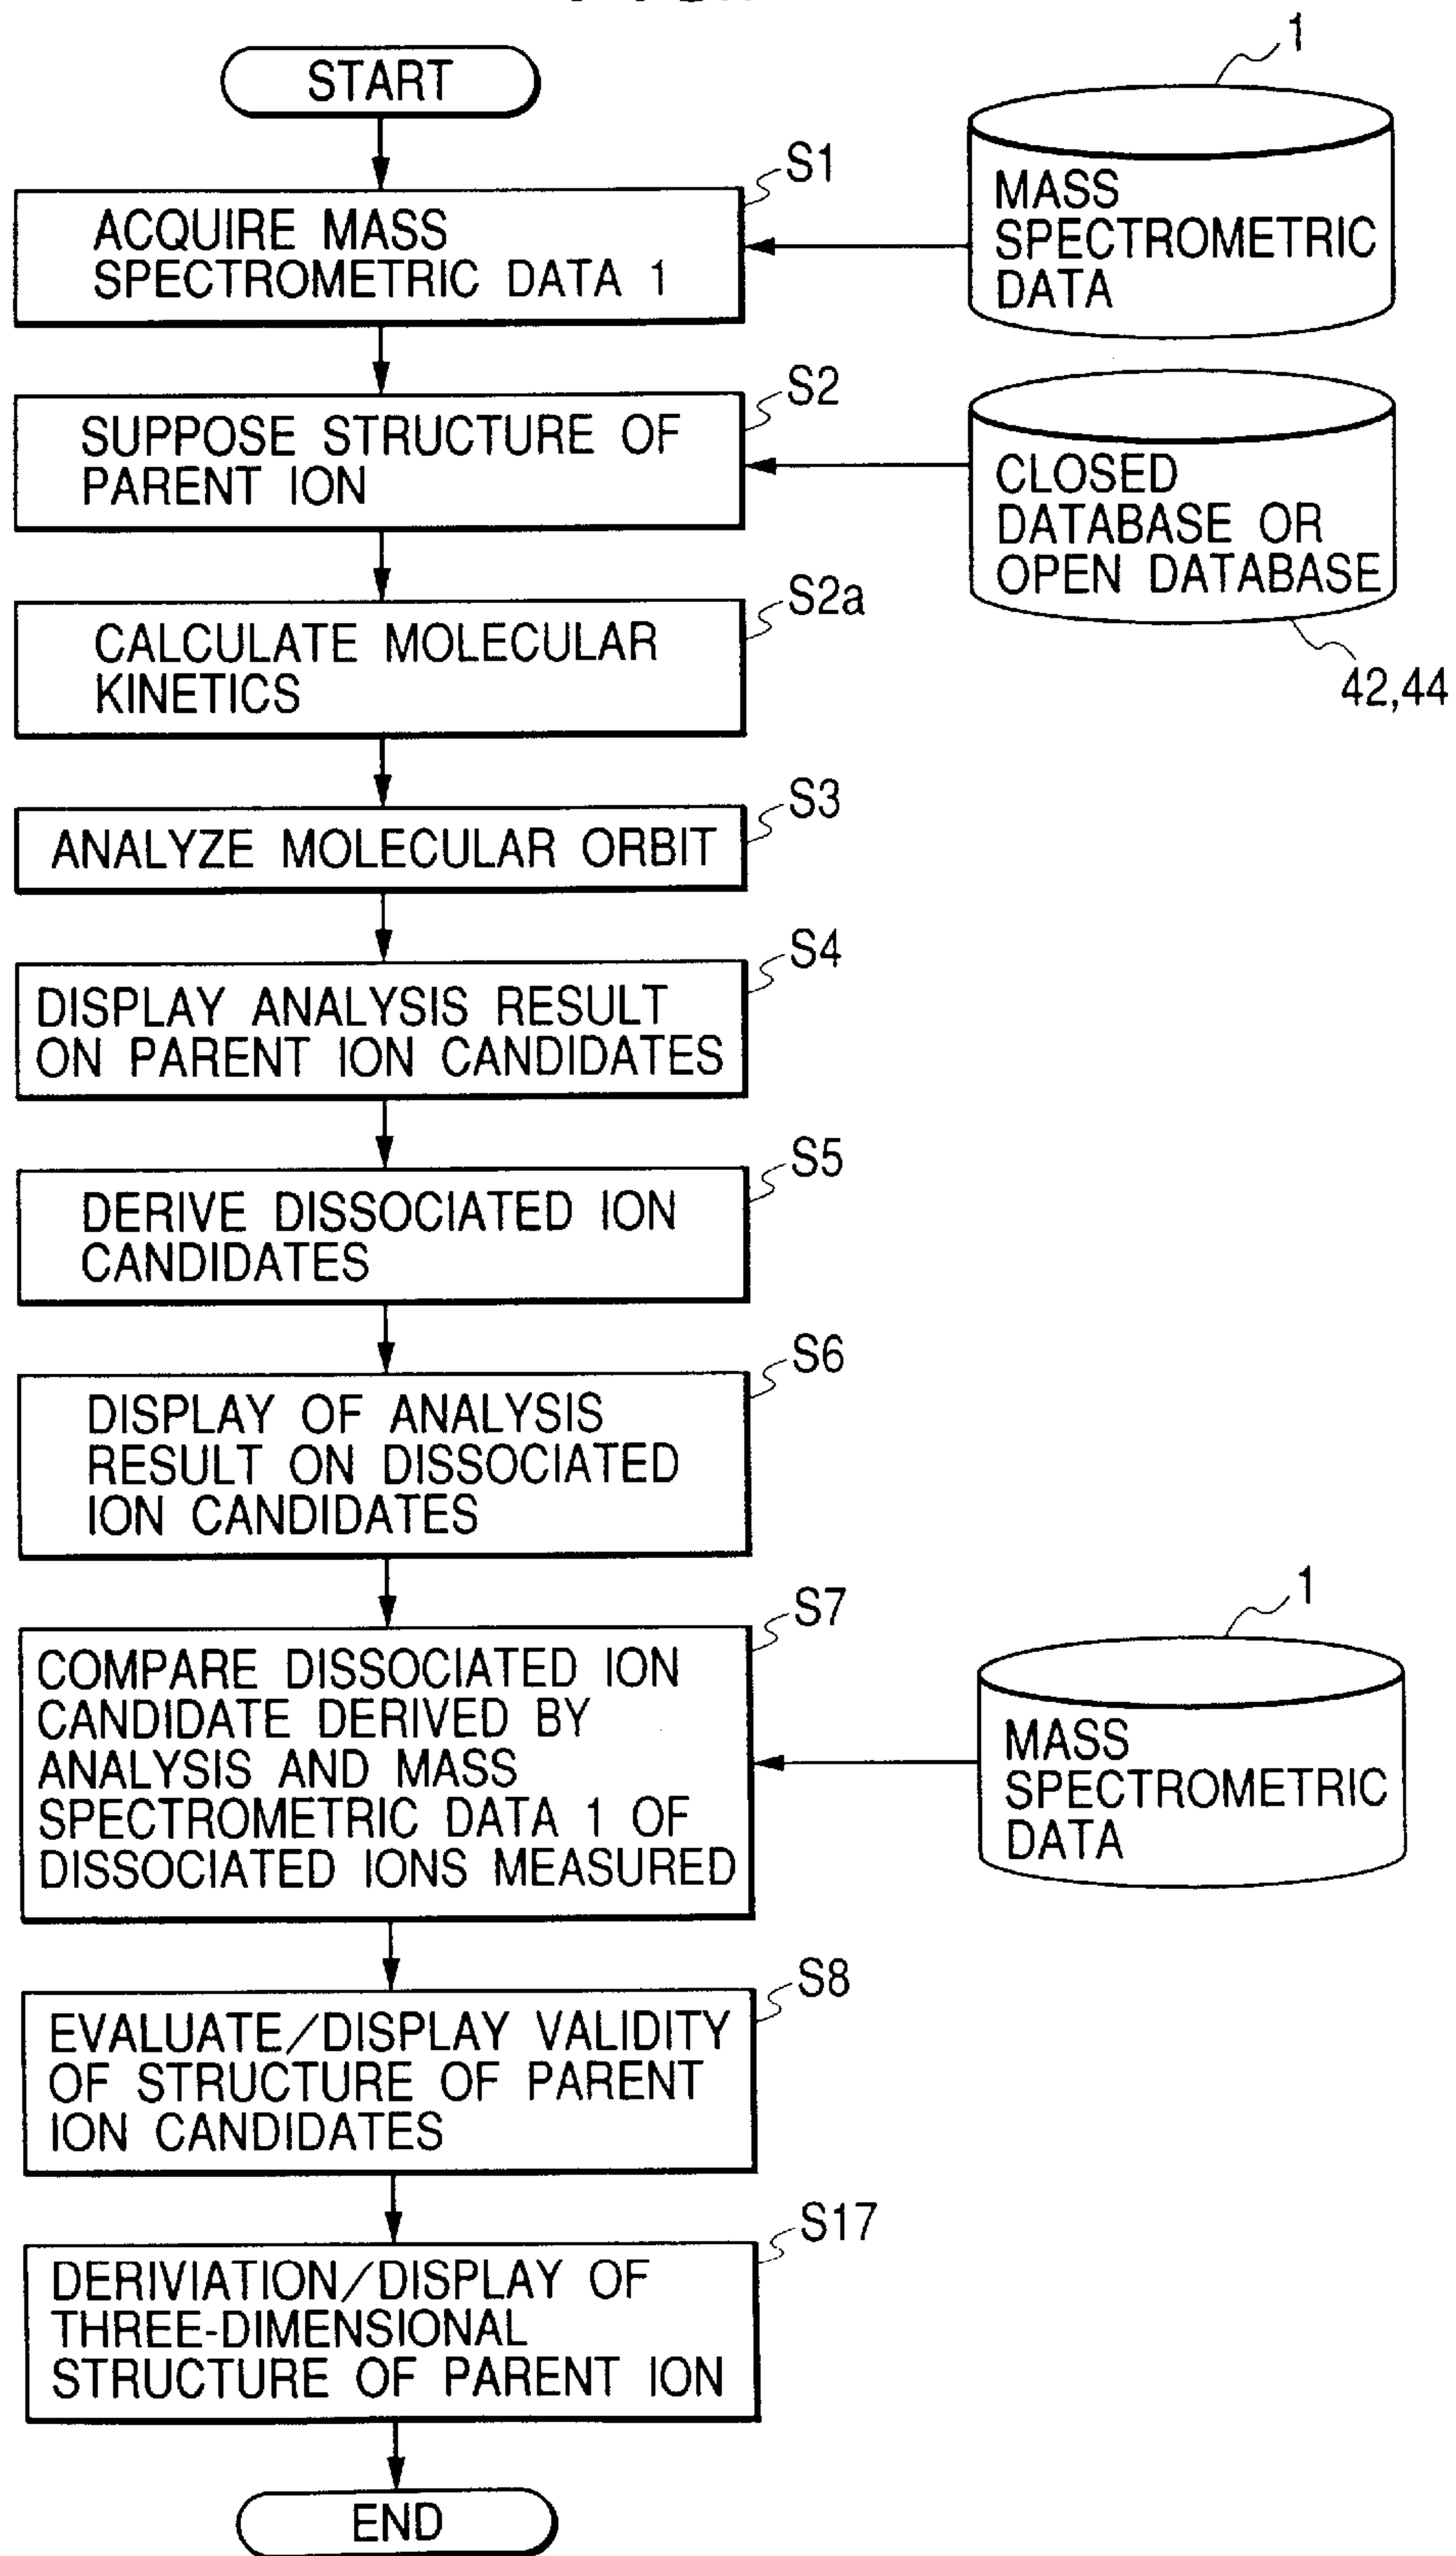 START
1
MASS
SPECTROMETRIC
DATA
S1
ACQUIRE MASS
SPECTROMETRIC DATA 1
S2
SUPPOSE STRUCTURE OF
PARENT ION
CLOSED
DATABASE OR
OPEN DATABASE
42,44
S2a
CALCULATE MOLECULAR
KINETICS
S3
ANALYZE MOLECULAR ORBIT
S4
DISPLAY ANALYSIS RESULT
ON PARENT ION CANDIDATES
S5
DERIVE DISSOCIATED ION
CANDIDATES
S6
DISPLAY OF ANALYSIS
RESULT ON DISSOCIATED
ION CANDIDATES
S7
COMPARE DISSOCIATED ION
CANDIDATE DERIVED BY
ANALYSIS AND MASS
SPECTROMETRIC DATA 1 OF
DISSOCIATED IONS MEASURED
1
MASS
SPECTROMETRIC
DATA
S8
EVALUATE/DISPLAY VALIDITY
OF STRUCTURE OF PARENT
ION CANDIDATES
S17
DERIVIATION/DISPLAY OF
THREE-DIMENSIONAL
STRUCTURE OF PARENT ION
END